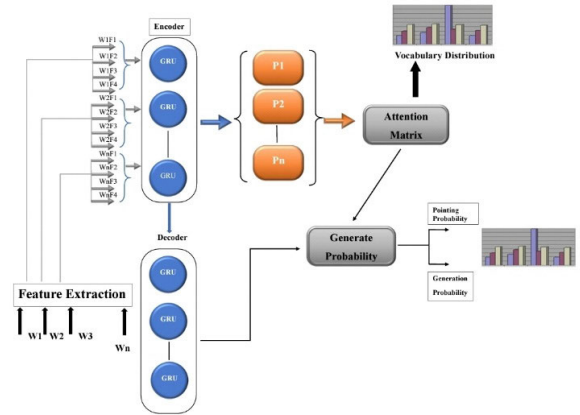 Encoder
W1F1
W1F2
W1F3
W1F4
W2F1
W2F2
W2F3
W2F4
WnF1
WnF2
WnF3
WnF4
GRU
GRU
GRU
P1
P2
Pn
Vocabulary Distribution
Attention
Matrix
Decoder
GRU
GRU
GRU
Generate
Probability
Pointing
Probability
Generation
Probability
Feature Extraction
W1 W2 W3 Wn